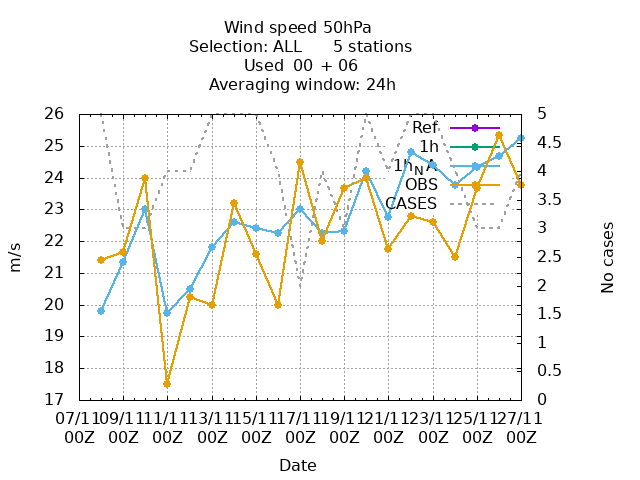 Wind speed 50hPa
Selection: ALL 5 stations
Used 00 + 06
Averaging window: 24h
26
25
24
23
22
21
20
19
18
17
5
4.5
4
3.5
3
2.5
2
1.5
1
0.5
0
Ref
1h
1h_NA
OBS
CASES
m/s
No cases
07/11 09/11 11/11 13/11 15/11 17/11 19/11 21/11 23/11 25/11 27/11
00Z 00Z 00Z 00Z 00Z 00Z 00Z 00Z 00Z 00Z 00Z
Date